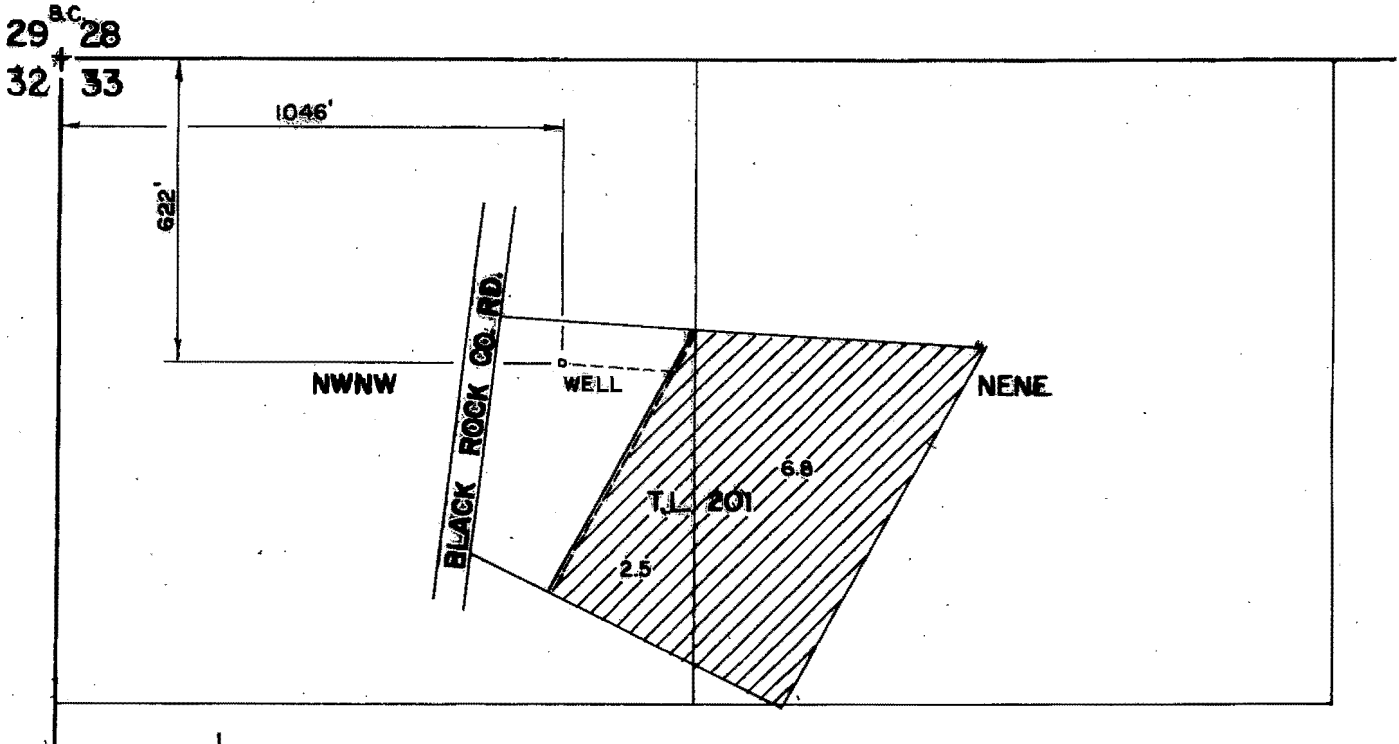 B.C.
29 28
32 33
1046'
622'
BLACK ROCK CO. RD.
NWNW
WELL
NENE
6.8
T.L. 201
2.5